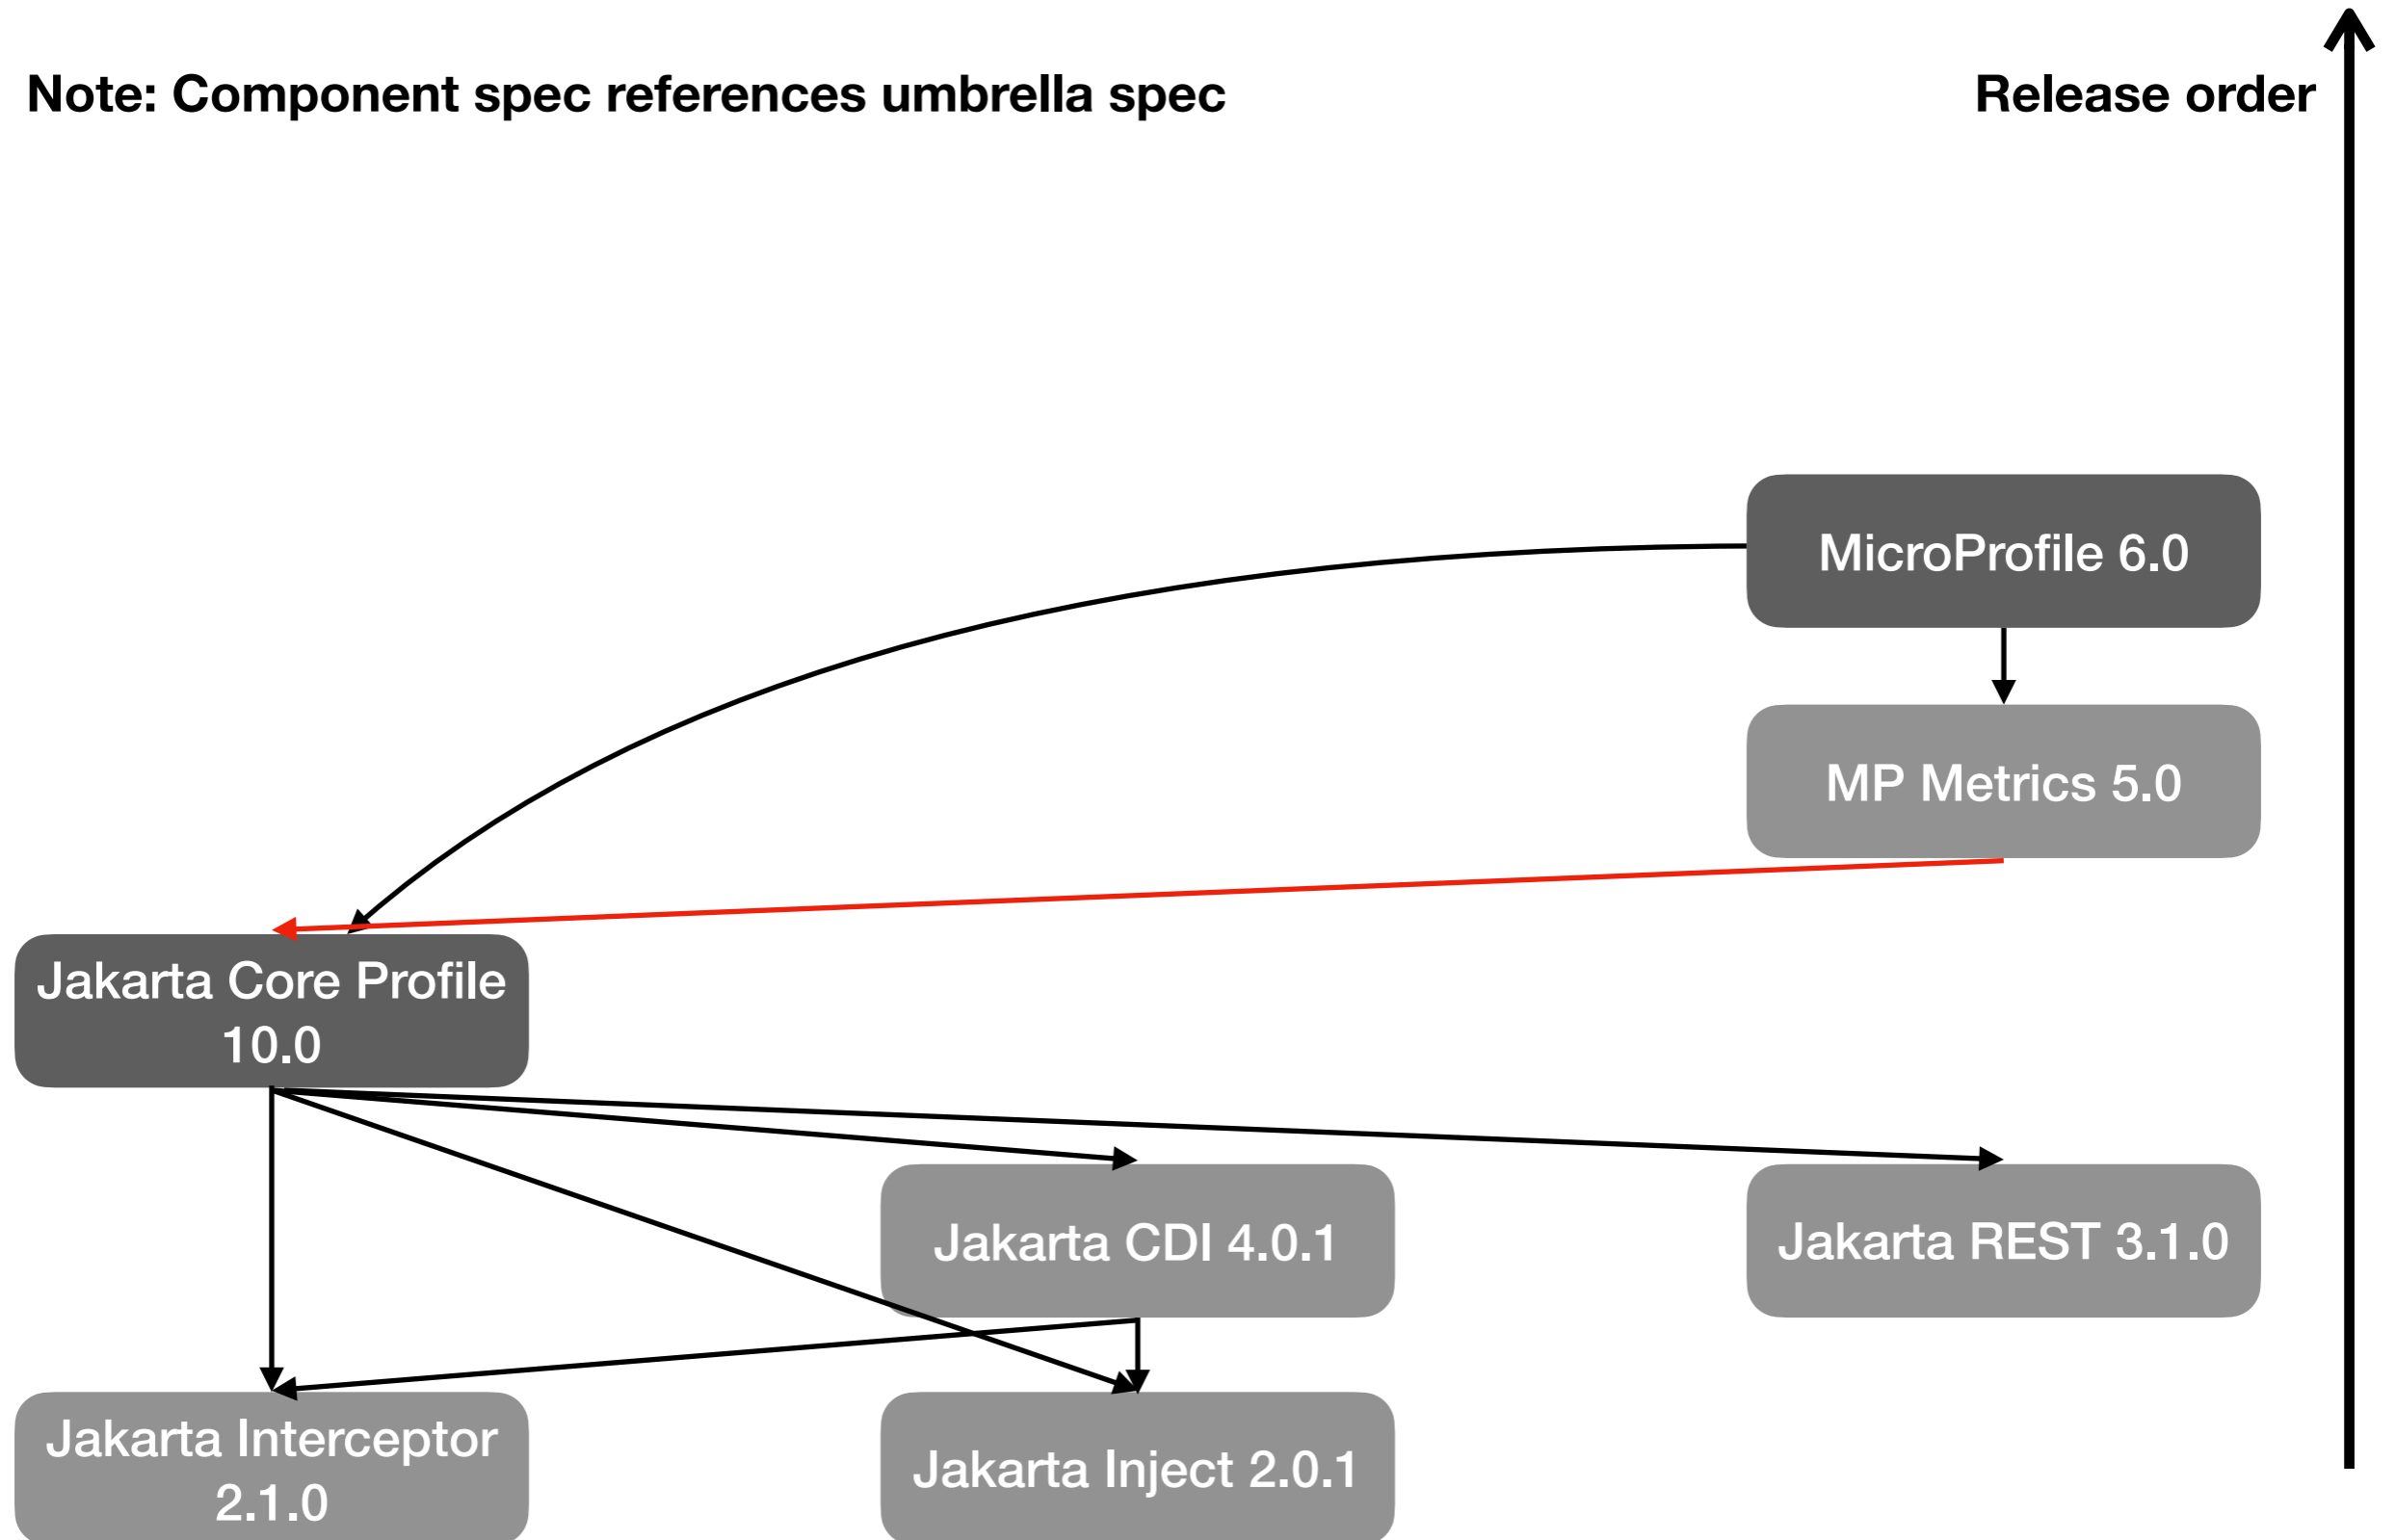 Note: Component spec references umbrella spec
Release order
MicroProfile 6.0
MP Metrics 5.0
Jakarta Core Profile
10.0
Jakarta CDI 4.0.1
Jakarta REST 3.1.0
Jakarta Interceptor
2.1.0
Jakarta Inject 2.0.1